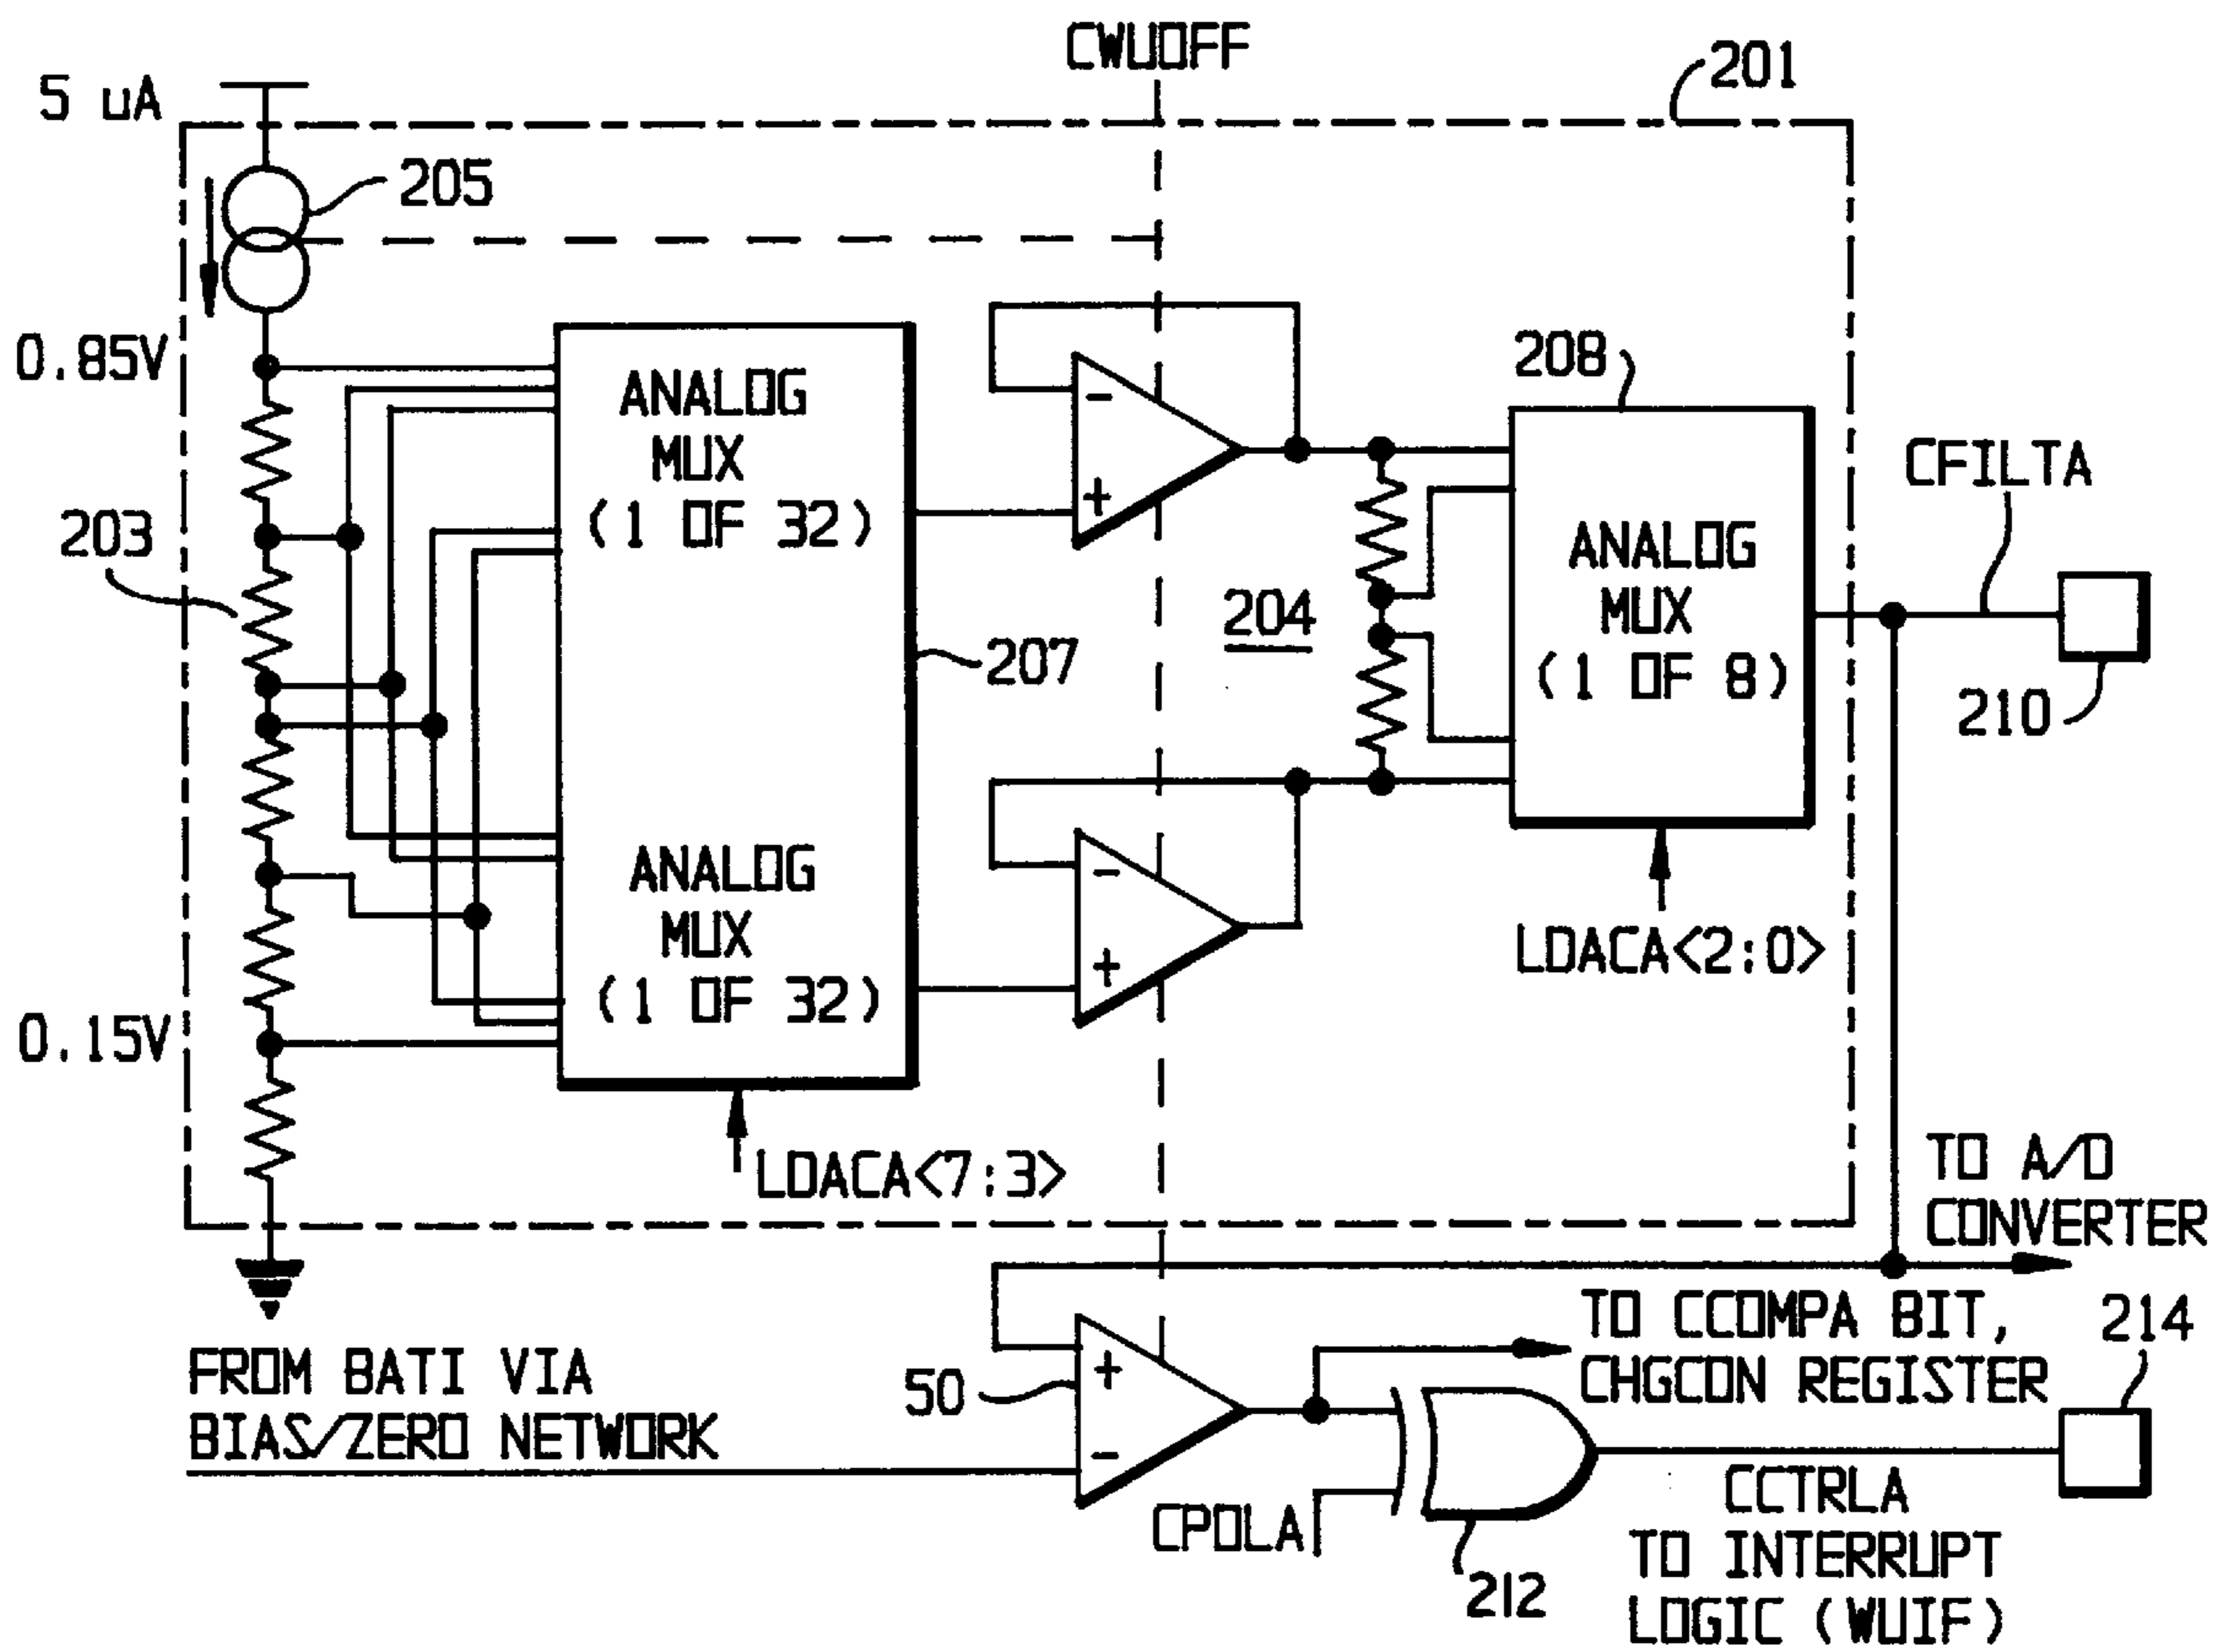 CWUOFF
201
5 uA
205
0.85V
ANALOG
MUX
(1 OF 32)
-
+
208
CFILTA
203
204
ANALOG
MUX
(1 OF 8)
207
210
ANALOG
MUX
(1 OF 32)
-
+
LDACA<2:0>
0.15V
LDACA<7:3>
TO A/D
CONVERTER
TO CCOMPA BIT,
CHGCON REGISTER
214
FROM BATI VIA
BIAS/ZERO NETWORK
50
+
-
CPOLA
212
CCTRLA
TO INTERRUPT
LOGIC (WUIF)